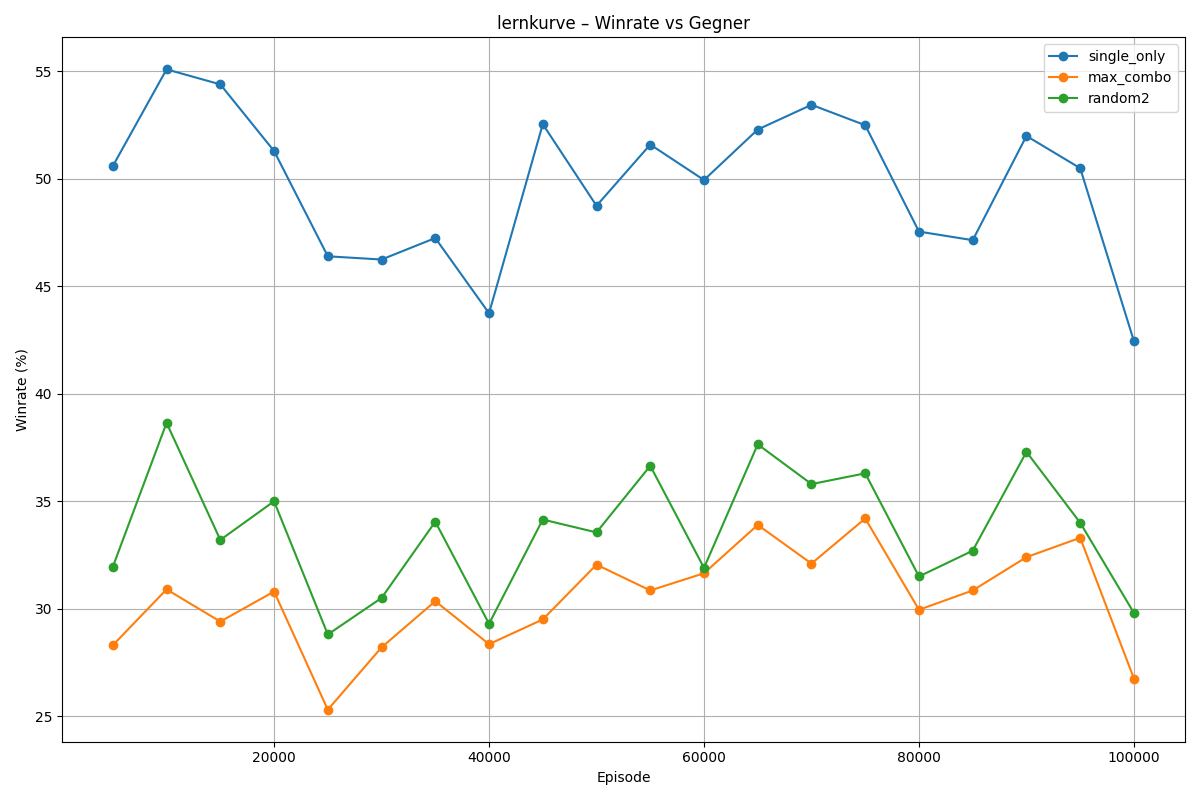 lernkurve – Winrate vs Gegner
single_only
max_combo
random2
Winrate (%)
55
50
45
40
35
30
25
20000 40000 60000 80000 100000
Episode